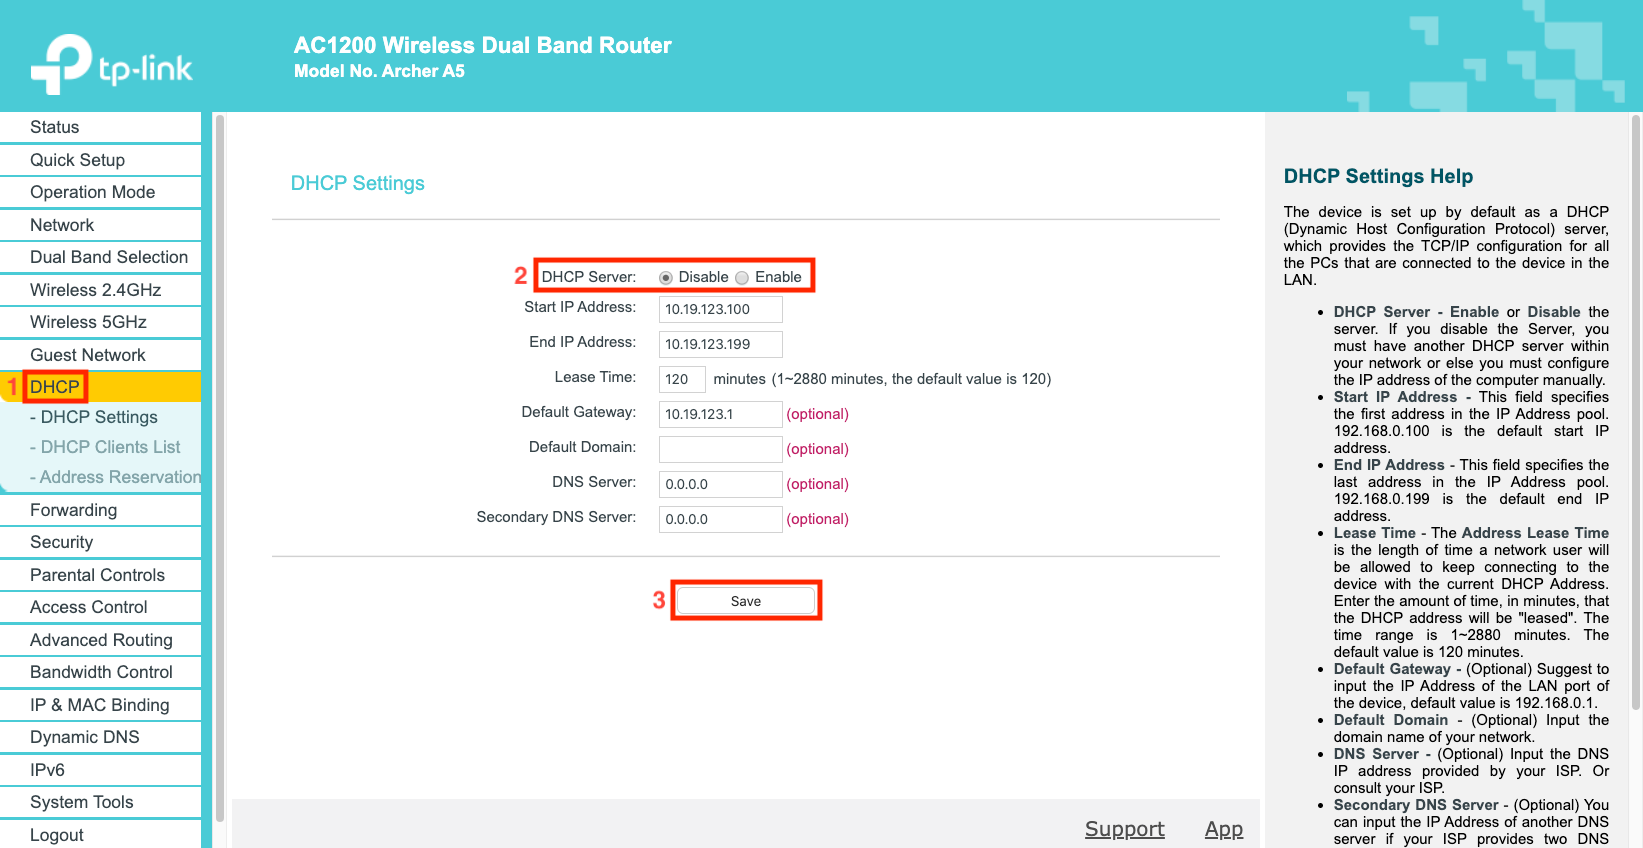 tp-link
AC1200 Wireless Dual Band Router
Model No. Archer A5
Status
Quick Setup
Operation Mode
Network
Dual Band Selection
Wireless 2.4GHz
Wireless 5GHz
Guest Network
1 DHCP
- DHCP Settings
- DHCP Clients List
- Address Reservation
Forwarding
Security
Parental Controls
Access Control
Advanced Routing
Bandwidth Control
IP & MAC Binding
Dynamic DNS
IPv6
System Tools
Logout
DHCP Settings
2 DHCP Server: Disable Enable
Start IP Address: 10.19.123.100
End IP Address: 10.19.123.199
Lease Time: 120 minutes (1~2880 minutes, the default value is 120)
Default Gateway: 10.19.123.1 (optional)
Default Domain: (optional)
DNS Server: 0.0.0.0 (optional)
Secondary DNS Server: 0.0.0.0 (optional)
3 Save
Support App
DHCP Settings Help
The device is set up by default as a DHCP
(Dynamic Host Configuration Protocol) server,
which provides the TCP/IP configuration for all
the PCs that are connected to the device in the
LAN.
• DHCP Server - Enable or Disable the
server. If you disable the Server, you
must have another DHCP server within
your network or else you must configure
the IP address of the computer manually.
• Start IP Address - This field specifies
the first address in the IP Address pool.
192.168.0.100 is the default start IP
address.
• End IP Address - This field specifies the
last address in the IP Address pool.
192.168.0.199 is the default end IP
address.
• Lease Time - The Address Lease Time
is the length of time a network user will
be allowed to keep connecting to the
device with the current DHCP Address.
Enter the amount of time, in minutes, that
the DHCP address will be "leased". The
time range is 1~2880 minutes. The
default value is 120 minutes.
• Default Gateway - (Optional) Suggest to
input the IP Address of the LAN port of
the device, default value is 192.168.0.1.
• Default Domain - (Optional) Input the
domain name of your network.
• DNS Server - (Optional) Input the DNS
IP address provided by your ISP. Or
consult your ISP.
• Secondary DNS Server - (Optional) You
can input the IP Address of another DNS
server if your ISP provides two DNS